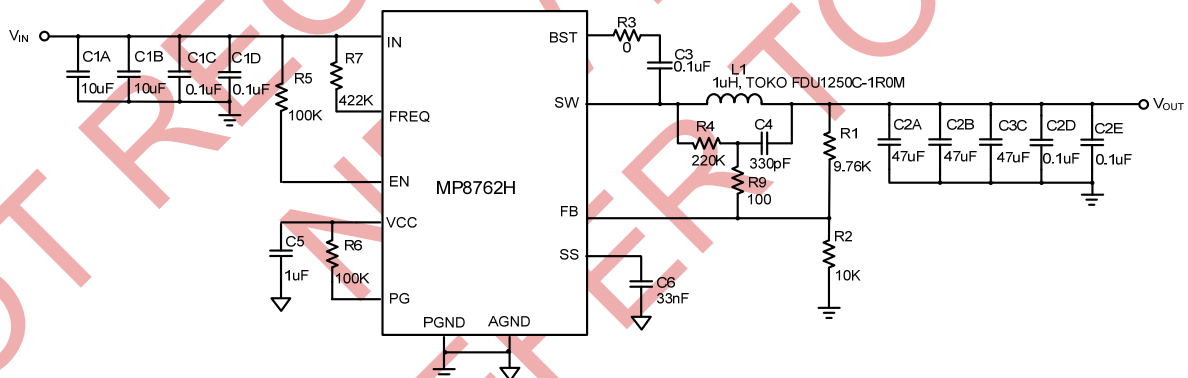 VIN
C1A
10uF
C1B
10uF
C1C
0.1uF
C1D
0.1uF
R5
100K
R7
422K
IN
FREQ
EN
VCC
PG
MP8762H
PGND
AGND
BST
SW
FB
SS
C5
1uF
R6
100K
R3
0
C3
0.1uF
L1
1uH, TOKO FDU1250C-1R0M
R4
220K
C4
330pF
R9
100
R1
9.76K
R2
10K
C6
33nF
C2A
47uF
C2B
47uF
C3C
47uF
C2D
0.1uF
C2E
0.1uF
VOUT